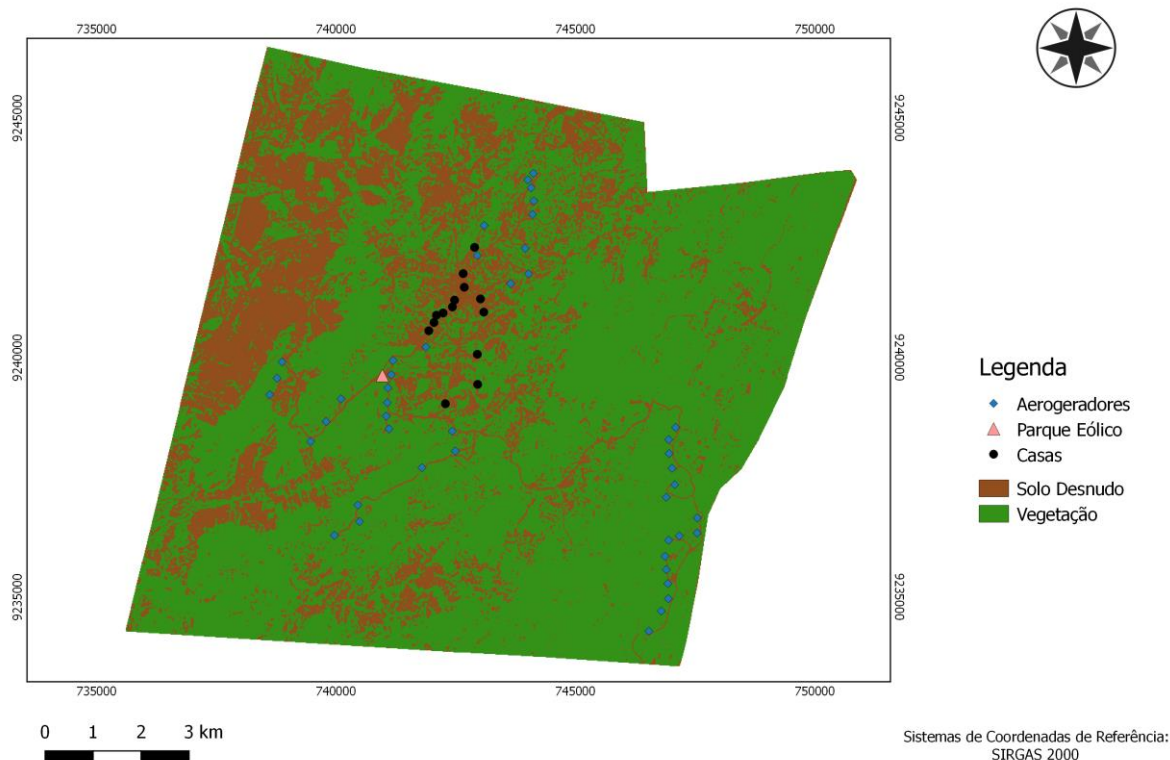 735000 740000 745000 750000
9245000 9245000
9240000 9240000
9235000 9235000
Legenda
Aerogeradores
Parque Eólico
Casas
Solo Desnudo
Vegetação
735000 740000 745000 750000
0 1 2 3 km
Sistemas de Coordenadas de Referência:
SIRGAS 2000